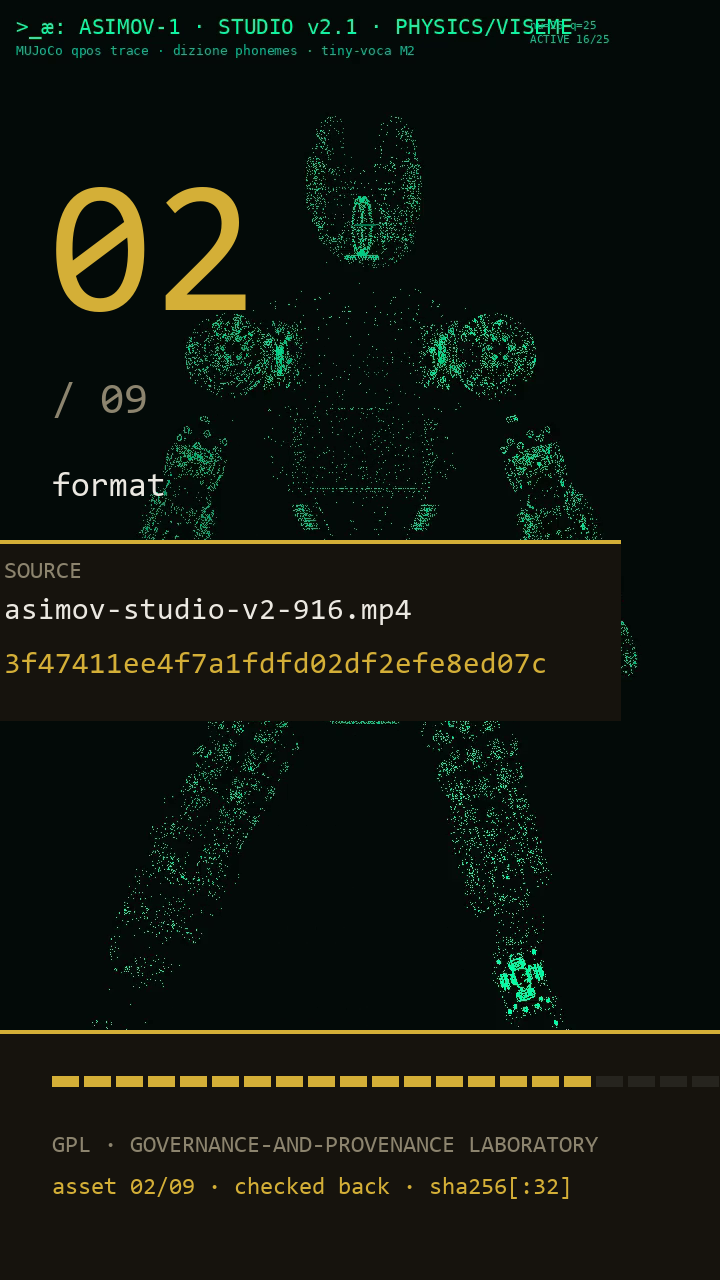 >_æ: ASIMOV-1 · STUDIO v2.1 · PHYSICS/VISEME
MUJoCo qpos trace · dizione phonemes · tiny-voca M2
ACTIVE 16/25
02
/ 09
format
SOURCE
asimov-studio-v2-916.mp4
3f47411ee4f7a1fdfd02df2efe8ed07c
GPL · GOVERNANCE-AND-PROVENANCE LABORATORY
asset 02/09 · checked back · sha256[:32]